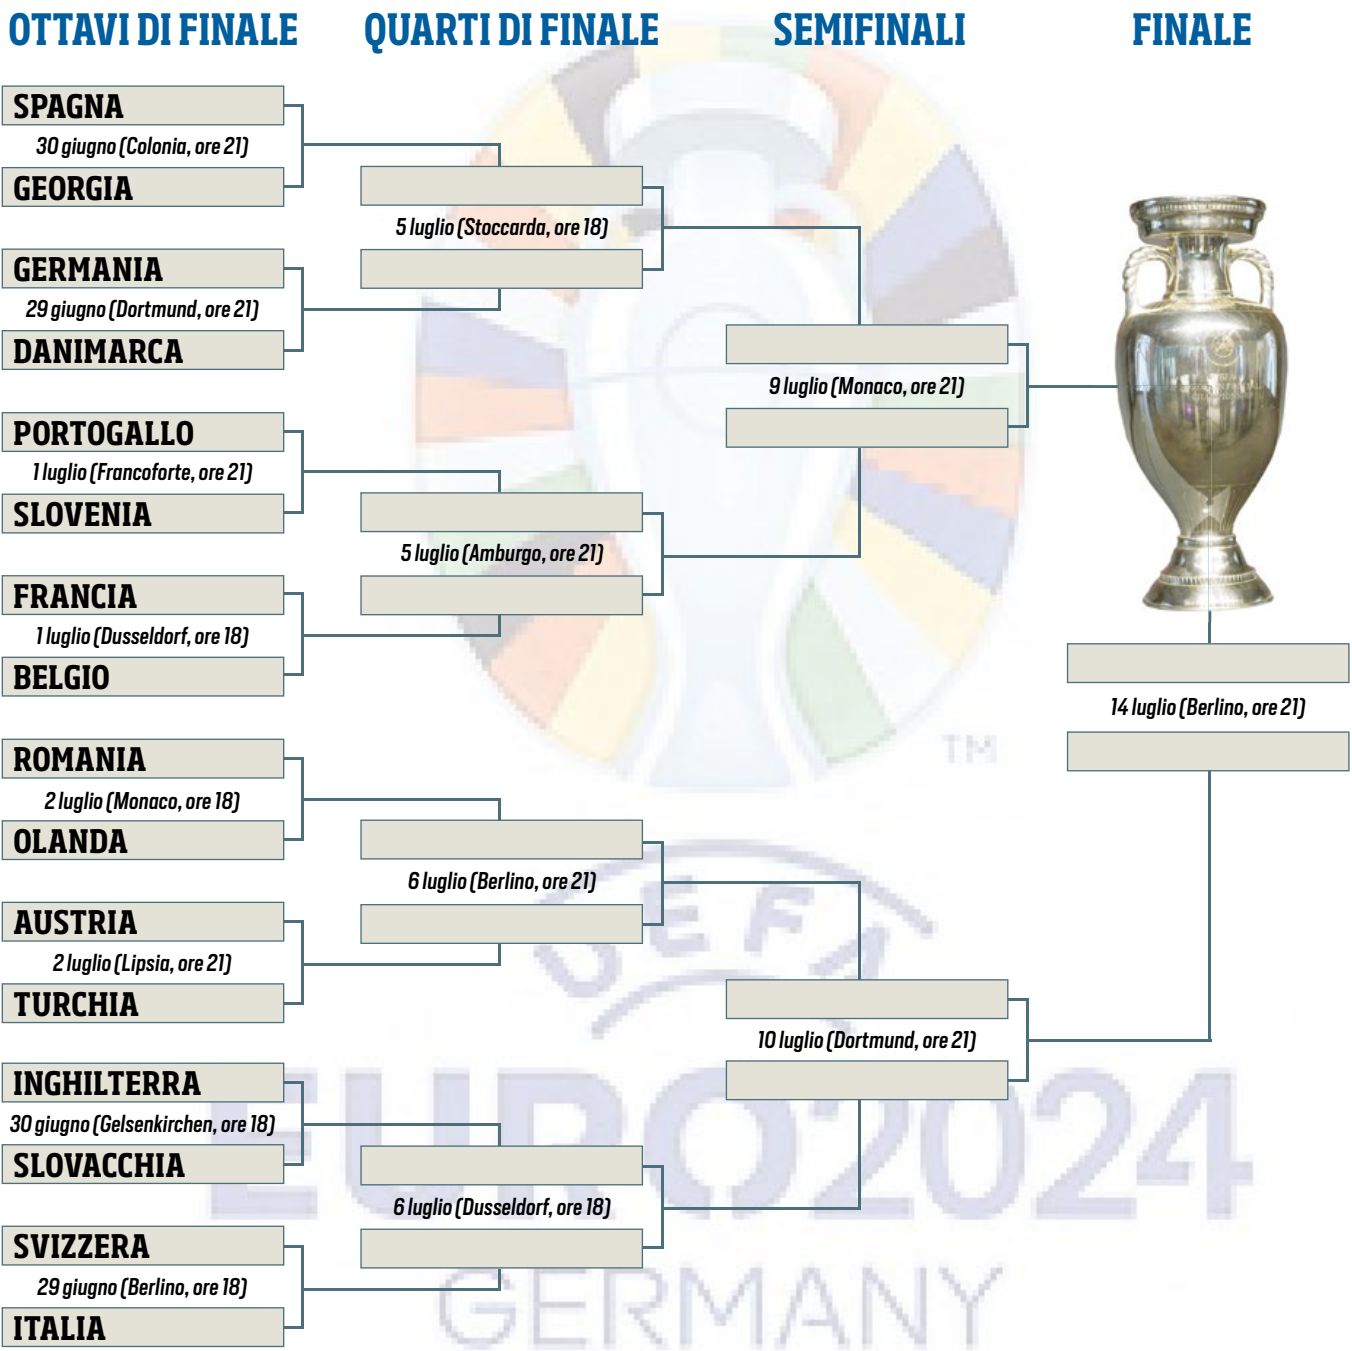 OTTAVI DI FINALE
QUARTI DI FINALE
SEMIFINALI
FINALE
SPAGNA
30 giugno (Colonia, ore 21)
GEORGIA
GERMANIA
29 giugno (Dortmund, ore 21)
DANIMARCA
PORTOGALLO
1 luglio (Francoforte, ore 21)
SLOVENIA
FRANCIA
1 luglio (Dusseldorf, ore 18)
BELGIO
ROMANIA
2 luglio (Monaco, ore 18)
OLANDA
AUSTRIA
2 luglio (Lipsia, ore 21)
TURCHIA
INGHILTERRA
30 giugno (Gelsenkirchen, ore 18)
SLOVACCHIA
SVIZZERA
29 giugno (Berlino, ore 18)
ITALIA
5 luglio (Stoccarda, ore 18)
5 luglio (Amburgo, ore 21)
6 luglio (Berlino, ore 21)
6 luglio (Dusseldorf, ore 18)
9 luglio (Monaco, ore 21)
10 luglio (Dortmund, ore 21)
14 luglio (Berlino, ore 21)
TM
UEFA
EURO2024
GERMANY